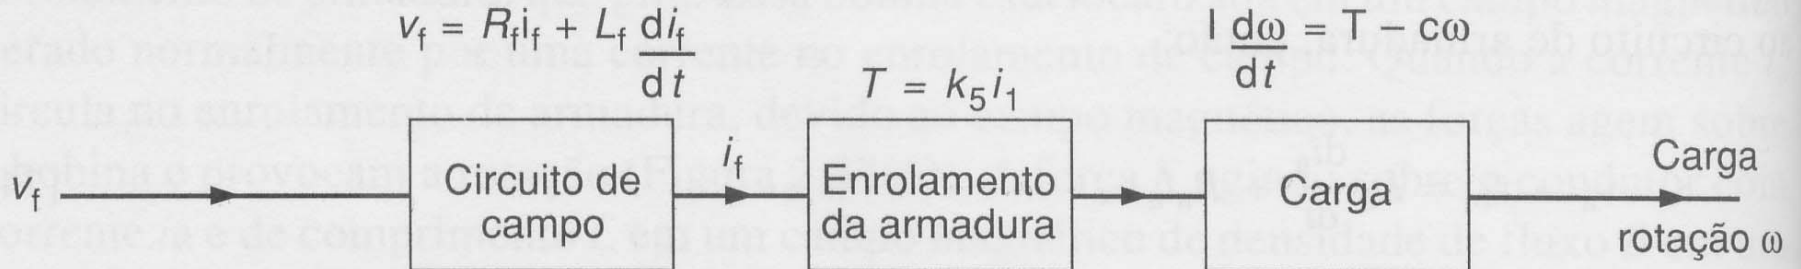 v_f = R_f i_f + L_f di_f/dt
T = k_5 i_1
I dω/dt = T − cω
v_f
Circuito de
campo
i_f
Enrolamento
da armadura
Carga
Carga
rotação ω